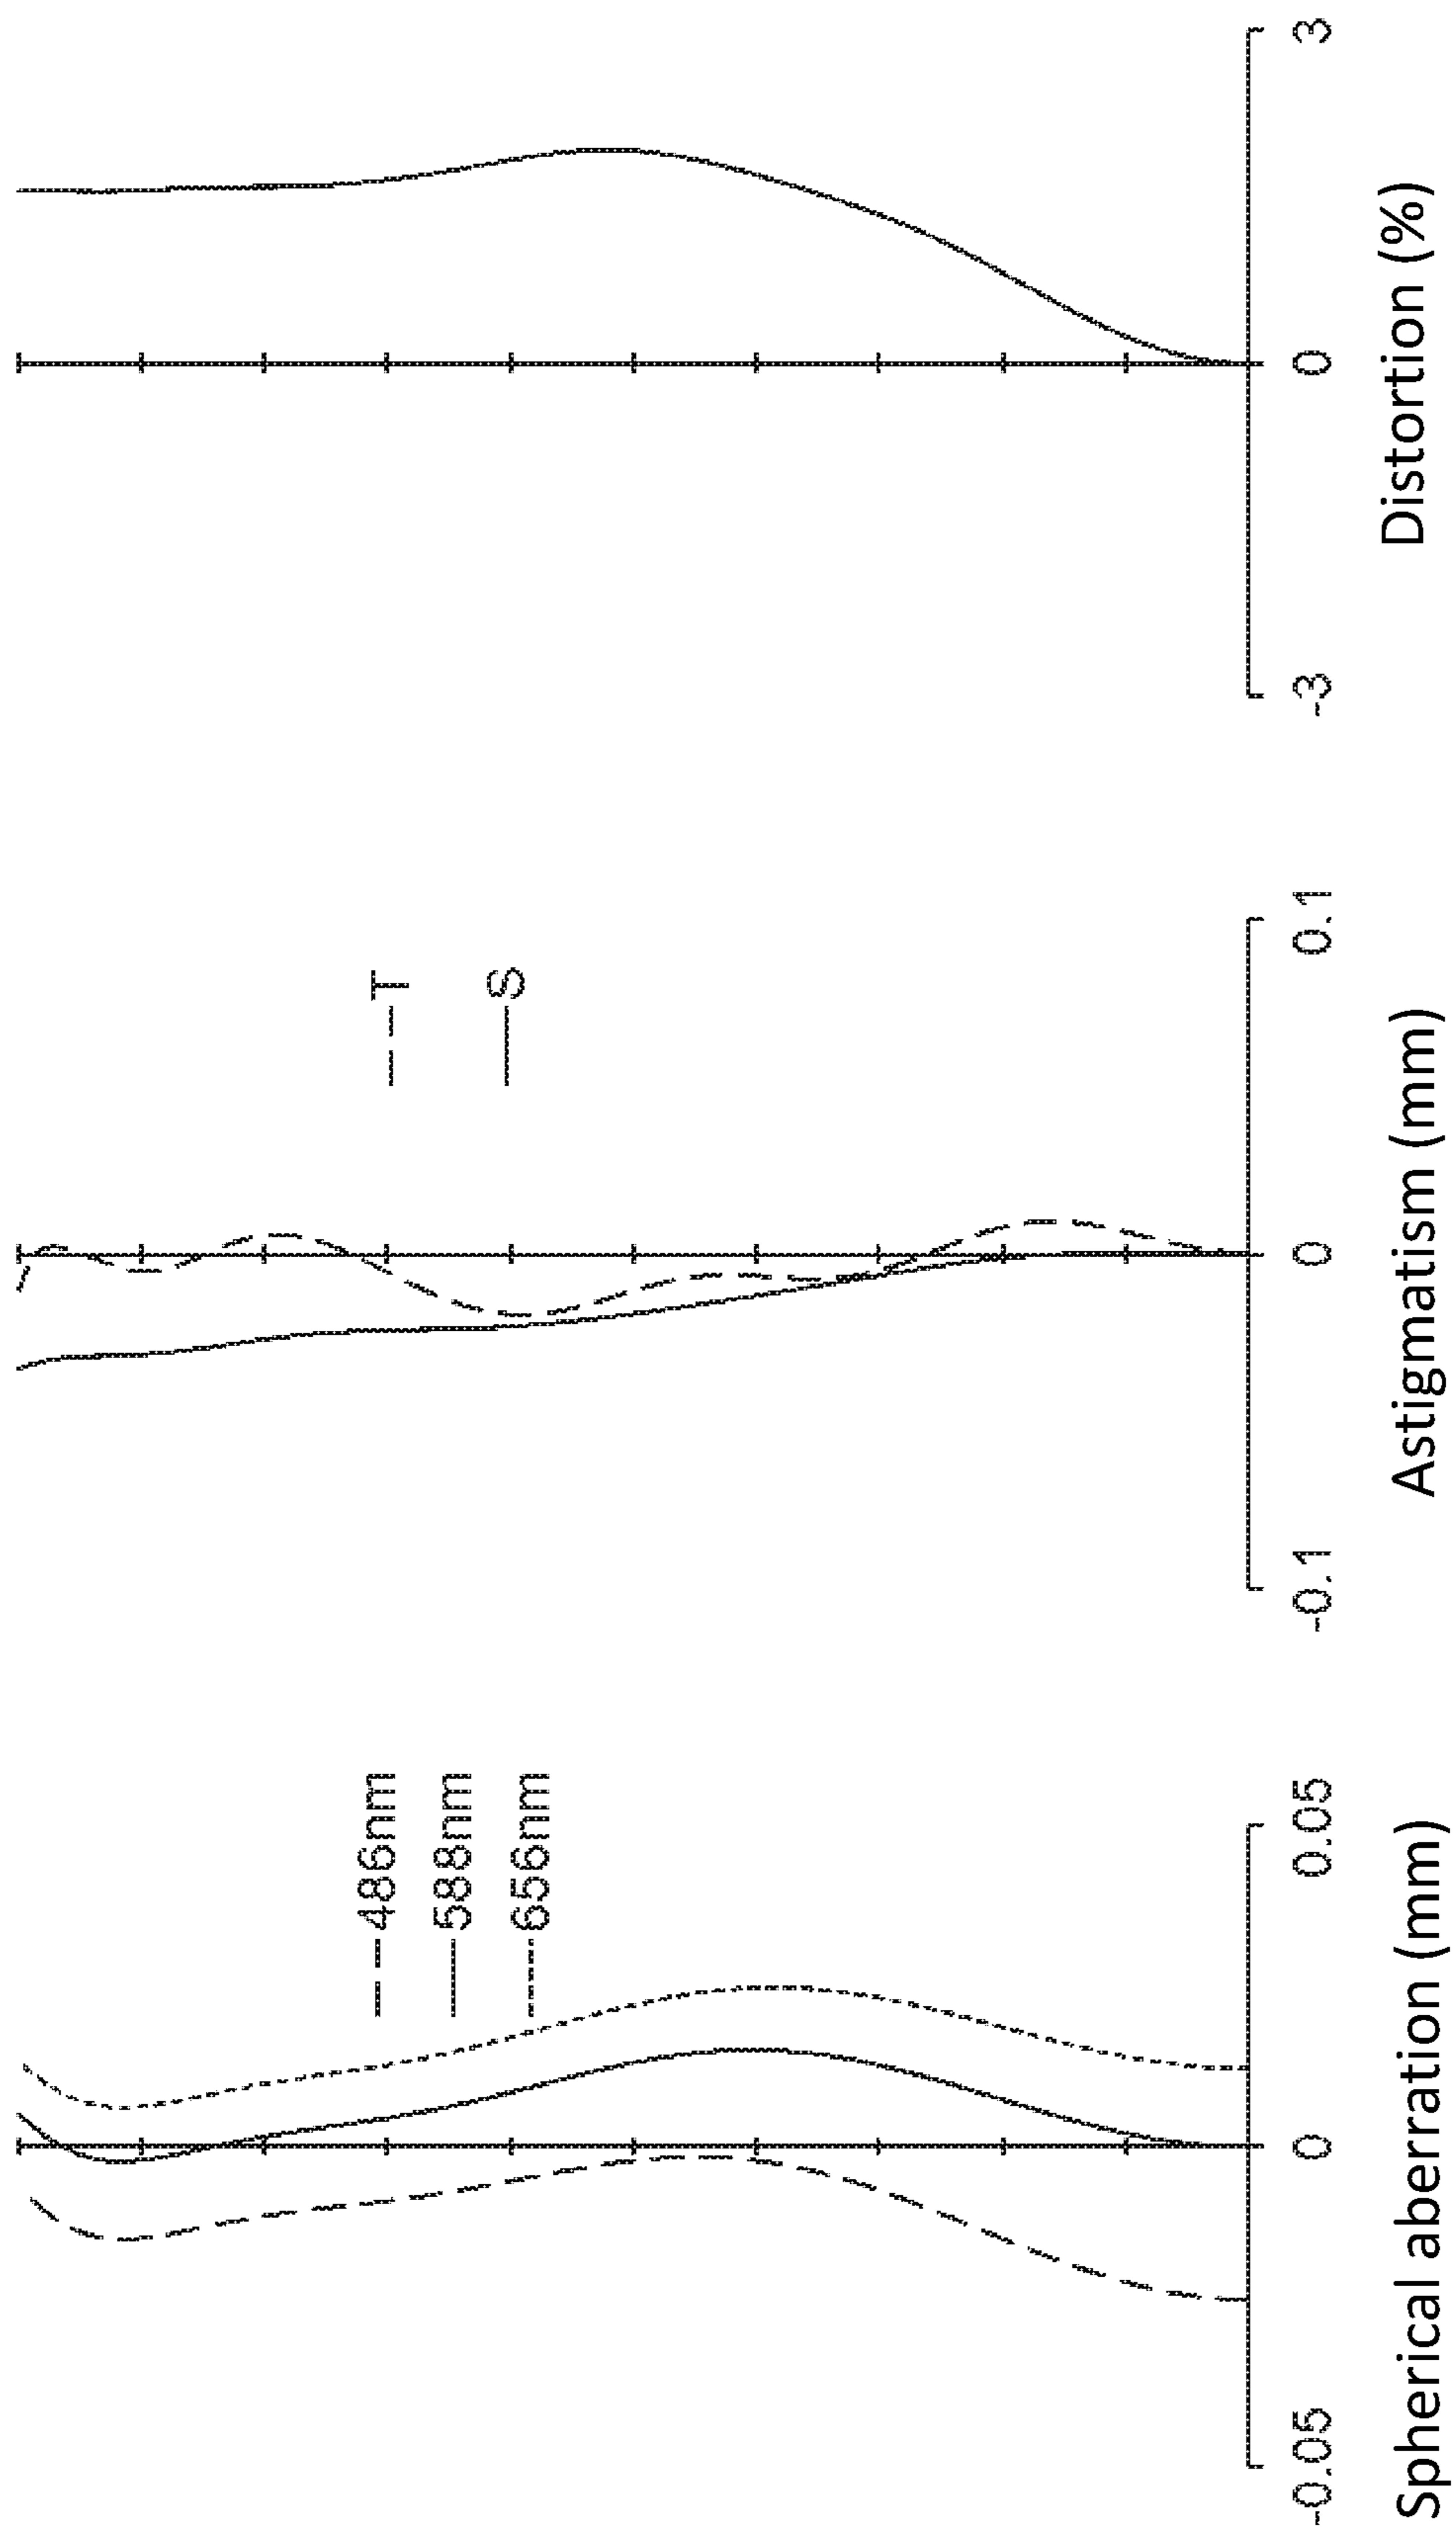 486nm
588nm
656nm
-0.05
0
0.05
Spherical aberration (mm)
T
S
-0.1
0
0.1
Astigmatism (mm)
-3
0
3
Distortion (%)